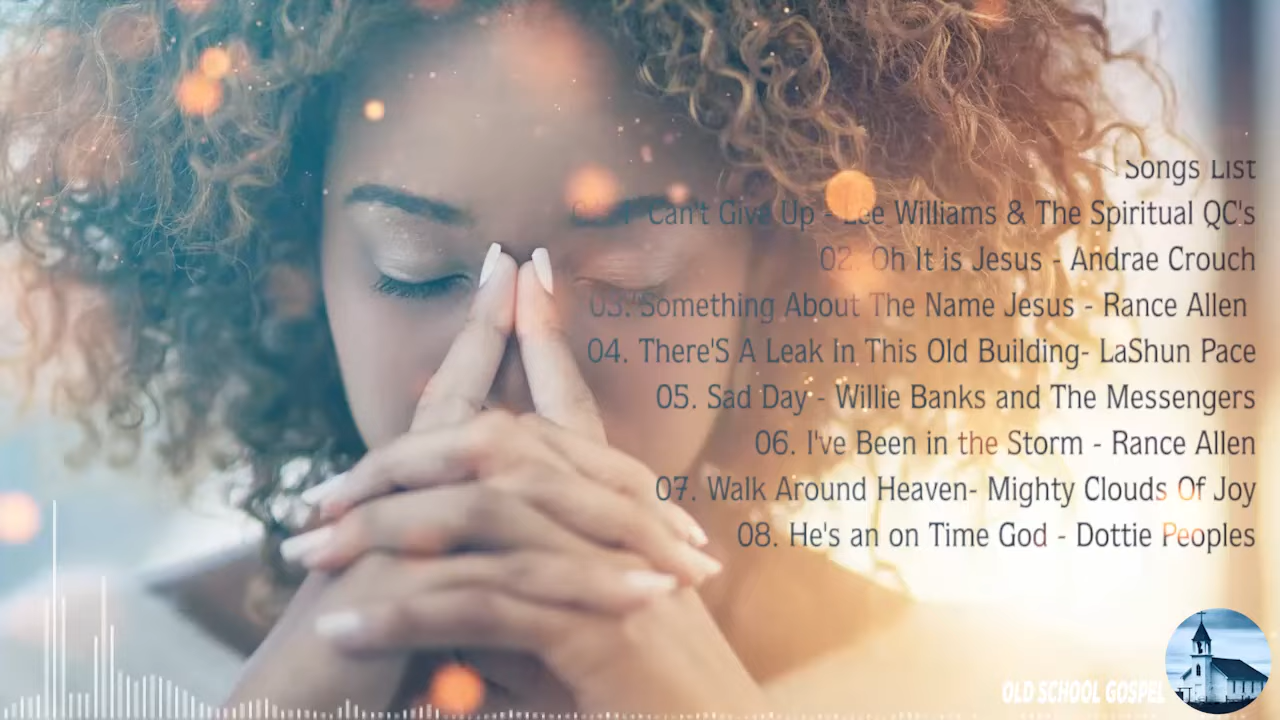 Songs List
Can't Give Up - Lee Williams & The Spiritual QC's
02. Oh It is Jesus - Andrae Crouch
03. Something About The Name Jesus - Rance Allen
04. There'S A Leak In This Old Building- LaShun Pace
05. Sad Day - Willie Banks and The Messengers
06. I've Been in the Storm - Rance Allen
07. Walk Around Heaven- Mighty Clouds Of Joy
08. He's an on Time God - Dottie Peoples
OLD SCHOOL GOSPEL